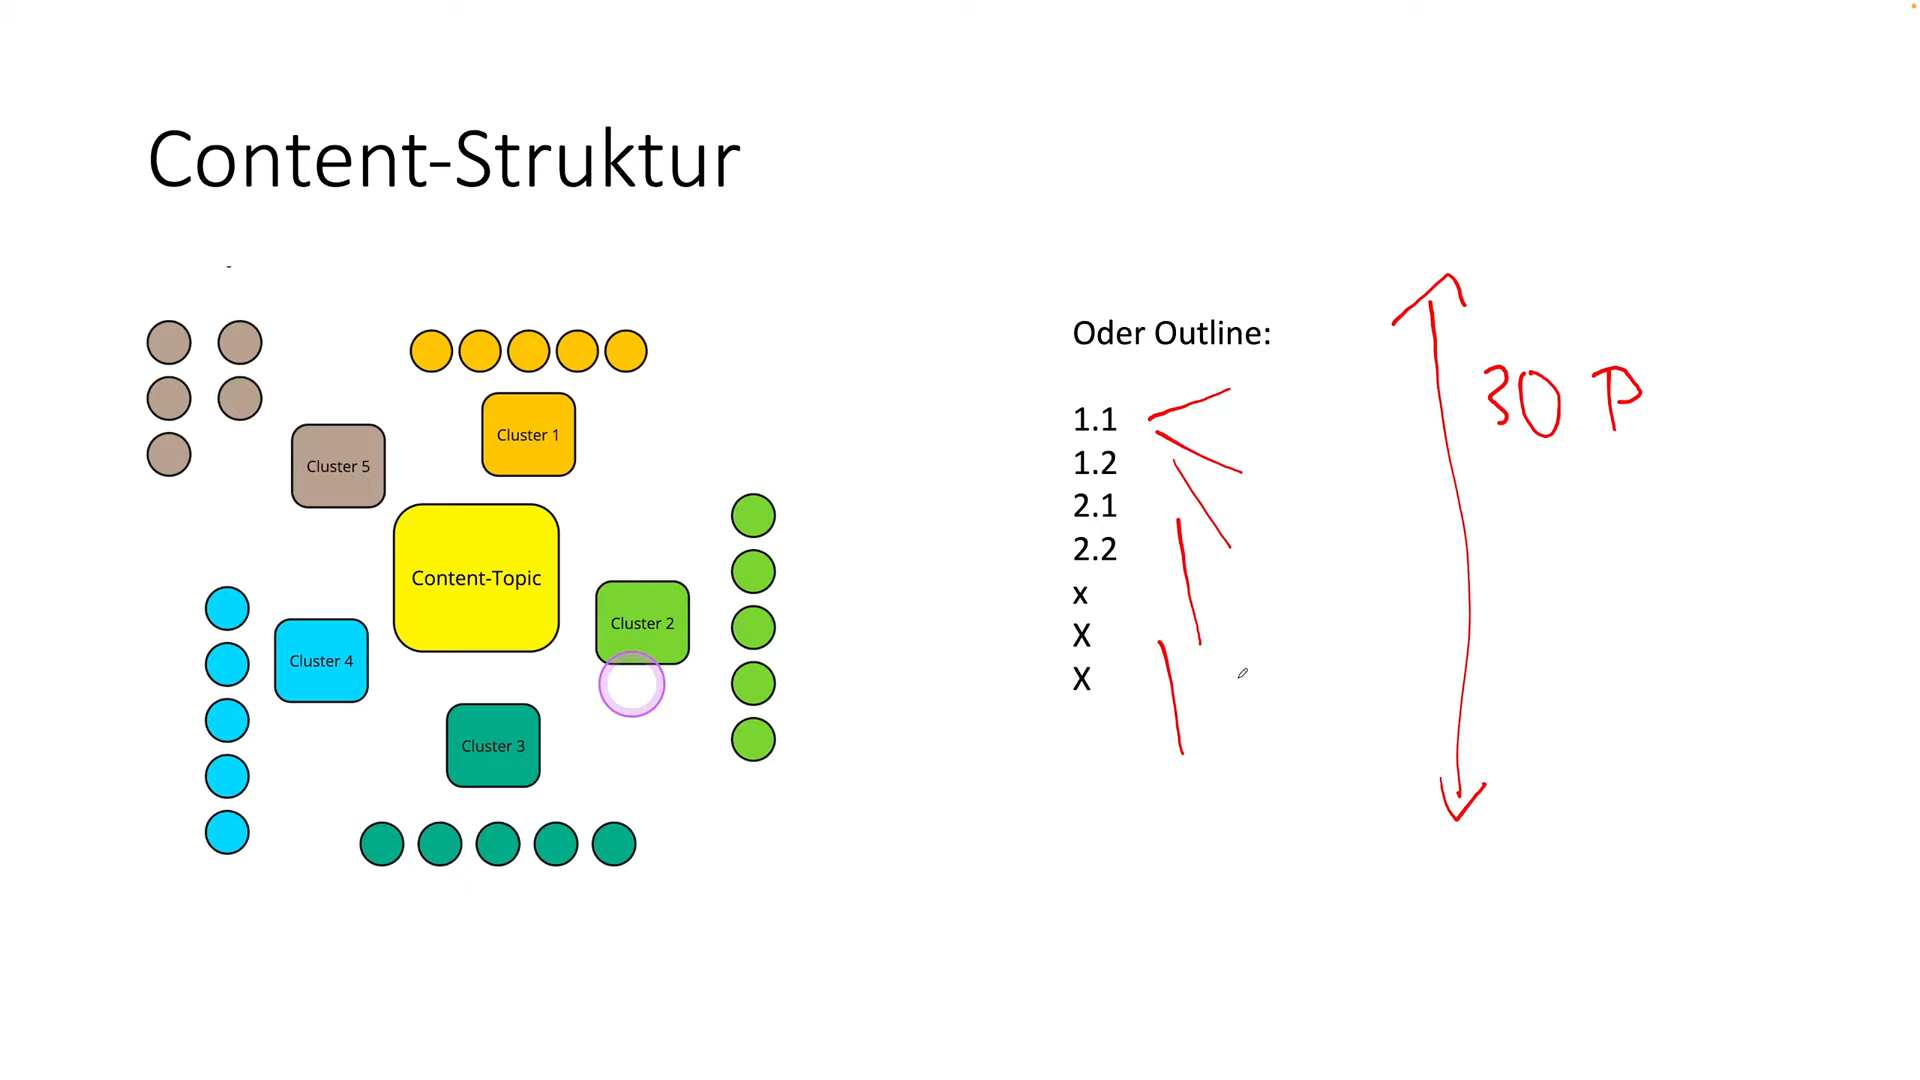 Content-Struktur
Cluster 1
Cluster 5
Content-Topic
Cluster 2
Cluster 4
Cluster 3
Oder Outline:
1.1
1.2
2.1
2.2
x
X
X
30 P